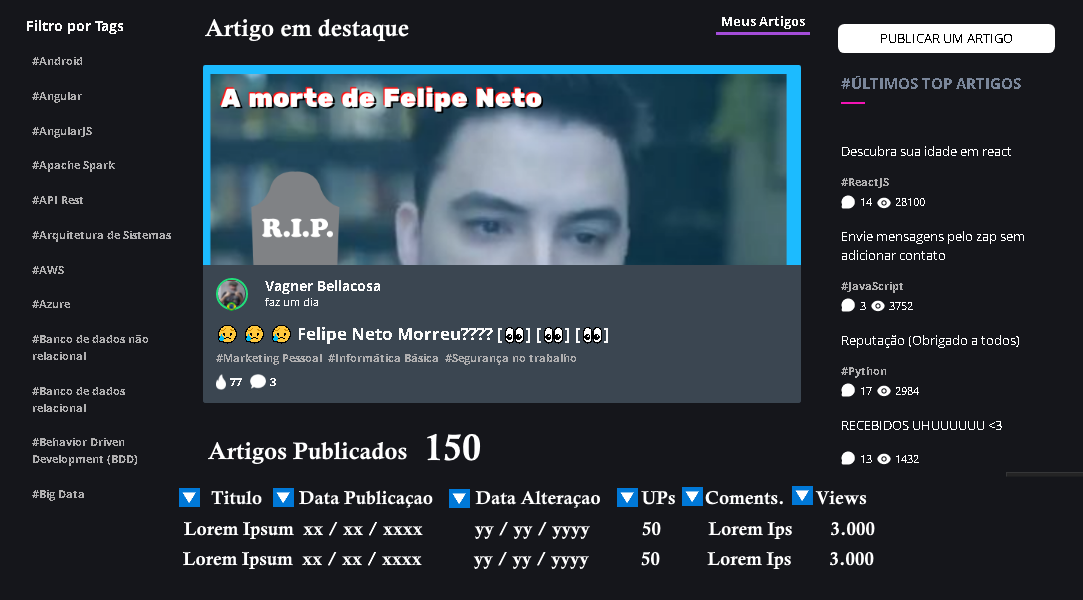 Filtro por Tags
#Android
#Angular
#AngularJS
#Apache Spark
#API Rest
#Arquitetura de Sistemas
#AWS
#Azure
#Banco de dados não
relacional
#Banco de dados
relacional
#Behavior Driven
Development (BDD)
#Big Data
Artigo em destaque
Meus Artigos
A morte de Felipe Neto
R.I.P.
Vagner Bellacosa
faz um dia
😥 😥 😥 Felipe Neto Morreu???? [👀] [👀] [👀]
#Marketing Pessoal #Informática Básica #Segurança no trabalho
77 3
Artigos Publicados 150
Titulo Data Publicaçao Data Alteraçao UPs Coments. Views
Lorem Ipsum xx / xx / xxxx yy / yy / yyyy 50 Lorem Ips 3.000
Lorem Ipsum xx / xx / xxxx yy / yy / yyyy 50 Lorem Ips 3.000
PUBLICAR UM ARTIGO
#ÚLTIMOS TOP ARTIGOS
Descubra sua idade em react
#ReactJS
14 28100
Envie mensagens pelo zap sem
adicionar contato
#JavaScript
3 3752
Reputação (Obrigado a todos)
#Python
17 2984
RECEBIDOS UHUUUUUU <3
13 1432